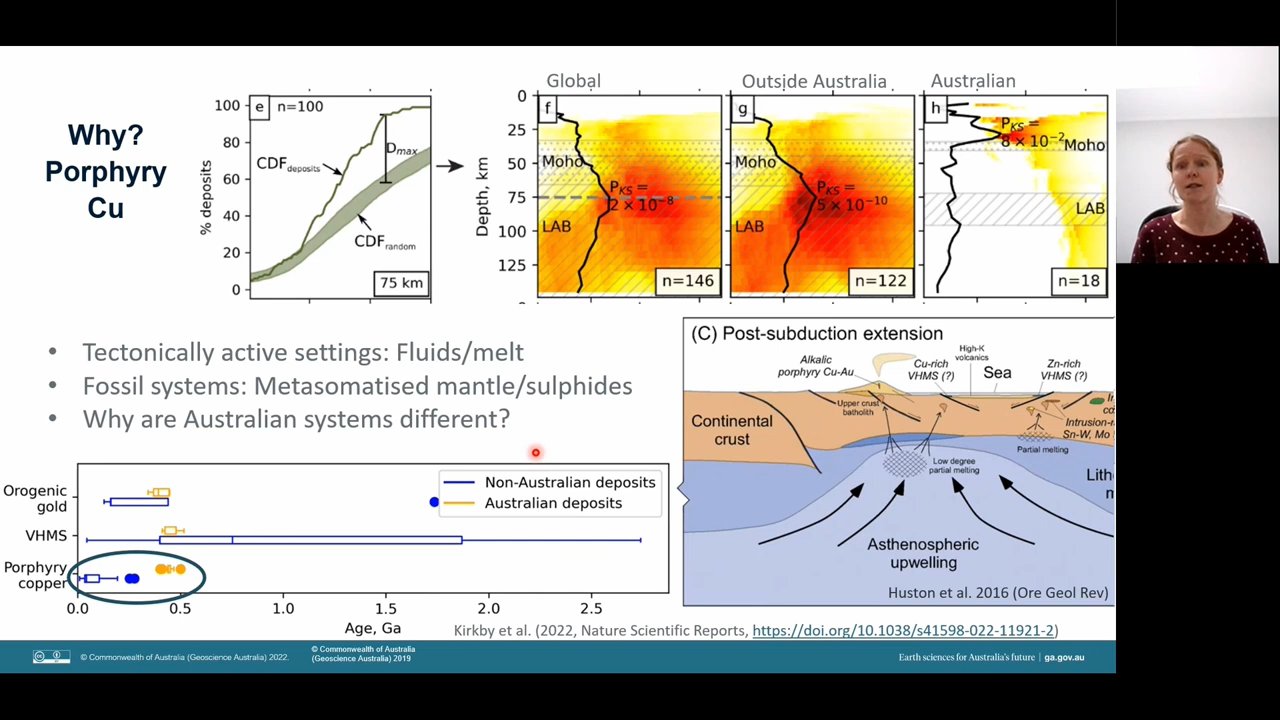 Why?
Porphyry
Cu
e n=100
100
80
60
40
20
0
% deposits
CDFdeposits
Dmax
CDFrandom
75 km
Global
Outside Australia
Australian
0
25
50
75
100
125
Depth, km
f
Moho
PKS =
2 × 10-8
LAB
n=146
g
Moho
PKS =
5 × 10-10
LAB
n=122
h
PKS =
8 × 10-2
Moho
LAB
n=18
• Tectonically active settings: Fluids/melt
• Fossil systems: Metasomatised mantle/sulphides
• Why are Australian systems different?
(C) Post-subduction extension
Alkalic
porphyry Cu-Au
High-K
volcanics
Cu-rich
VHMS (?)
Sea
Zn-rich
VHMS (?)
Upper crust
batholith
Continental
crust
Intrusion-r
Sn-W, Mo
Partial melting
Low degree
partial melting
Lith
m
Asthenospheric
upwelling
Huston et al. 2016 (Ore Geol Rev)
Orogenic
gold
VHMS
Porphyry
copper
Non-Australian deposits
Australian deposits
0.0 0.5 1.0 1.5 2.0 2.5
Age, Ga
Kirkby et al. (2022, Nature Scientific Reports, https://doi.org/10.1038/s41598-022-11921-2)
cc
© Commonwealth of Australia (Geoscience Australia) 2022.
© Commonwealth of Australia
(Geoscience Australia) 2019
Earth sciences for Australia's future | ga.gov.au